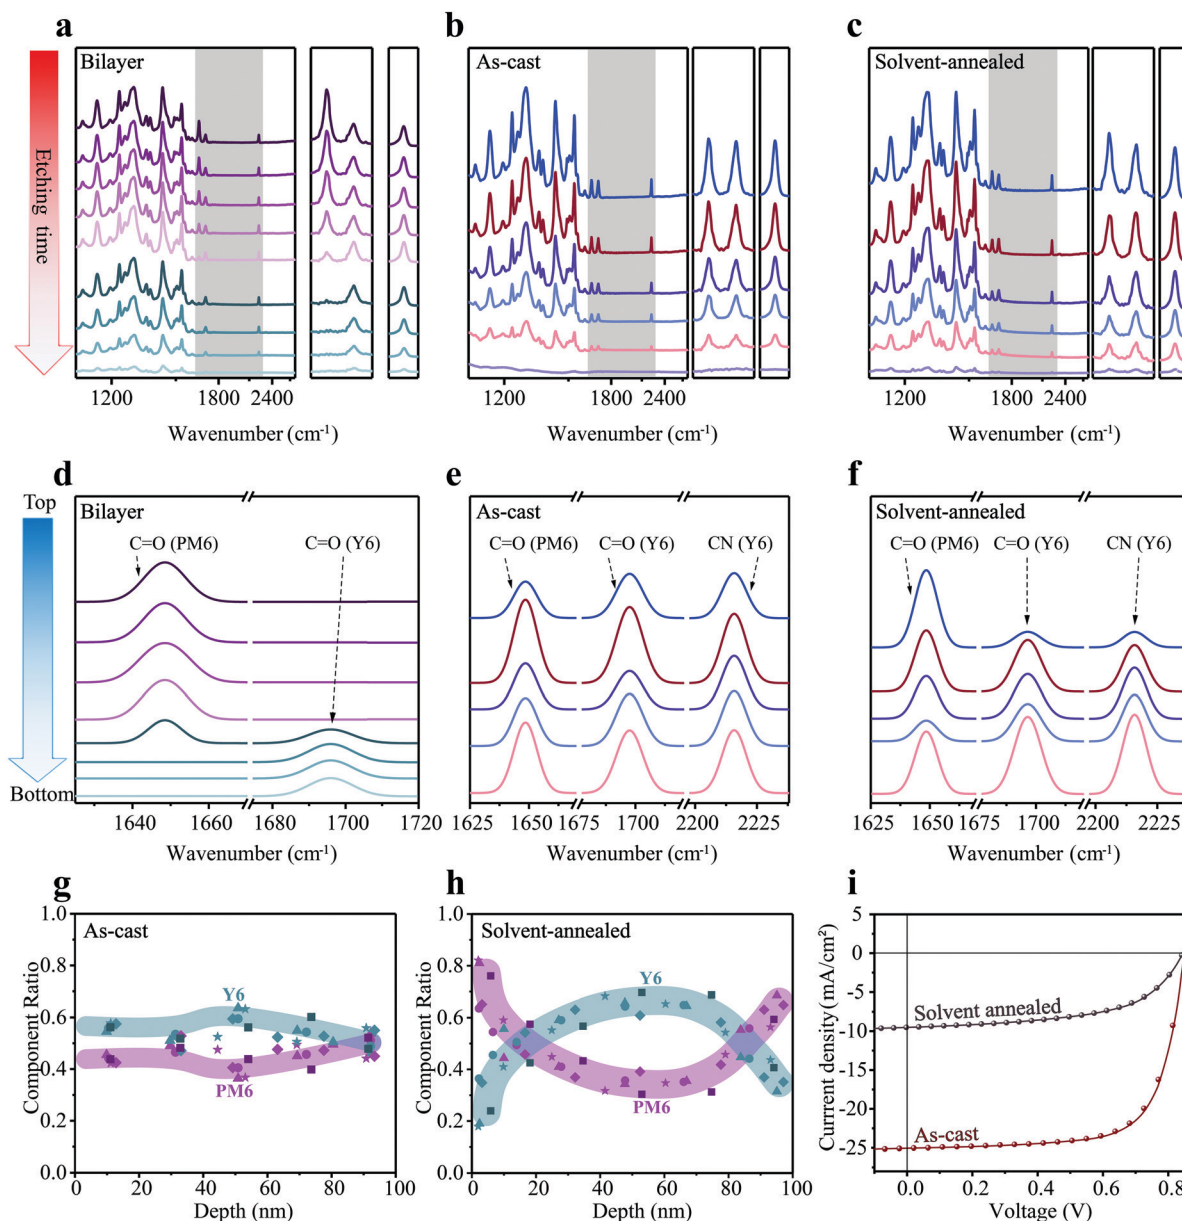 a
b
c
Bilayer
As-cast
Solvent-annealed
Etching time
1200 1800 2400
1200 1800 2400
1200 1800 2400
Wavenumber (cm⁻¹)
Wavenumber (cm⁻¹)
Wavenumber (cm⁻¹)
d
e
f
Top
Bottom
Bilayer
C=O (PM6)
C=O (Y6)
As-cast
C=O (PM6) C=O (Y6) CN (Y6)
Solvent-annealed
C=O (PM6) C=O (Y6) CN (Y6)
1640 1660 1680 1700 1720
1625 1650 1675 1700 2200 2225
1625 1650 1675 1700 2200 2225
Wavenumber (cm⁻¹)
Wavenumber (cm⁻¹)
Wavenumber (cm⁻¹)
g
As-cast
Component Ratio
1.0
0.8
0.6
0.4
0.2
0.0
Y6
PM6
0 20 40 60 80 100
Depth (nm)
h
Solvent-annealed
Component Ratio
1.0
0.8
0.6
0.4
0.2
0.0
Y6
PM6
0 20 40 60 80 100
Depth (nm)
i
Currrent density(mA/cm²)
5
0
-5
-10
-15
-20
-25
Solvent annealed
As-cast
0.0 0.2 0.4 0.6 0.8
Voltage (V)